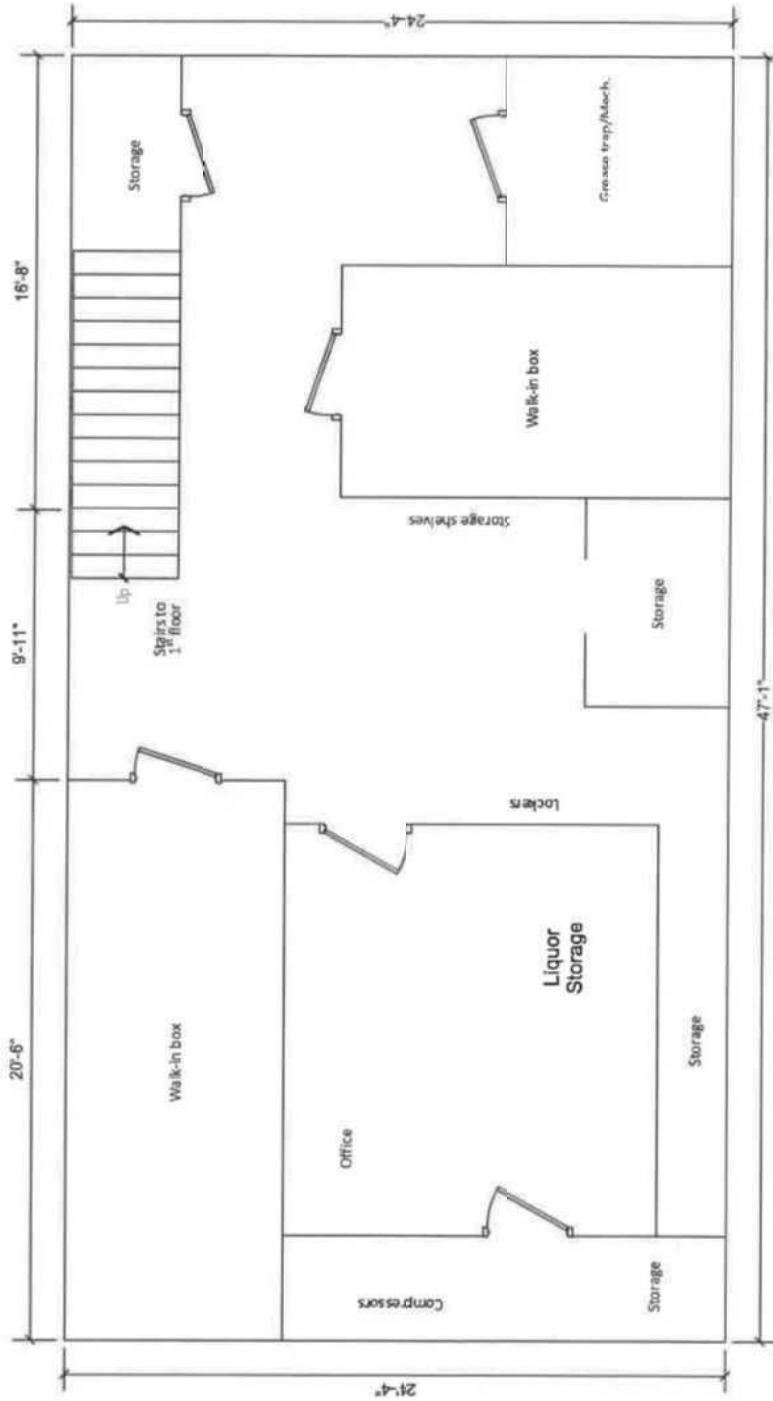 20'-6"
9'-11"
16'-8"
24'-4"
21'-4"
47'-1"
Walk-in box
Up
Stairs to
1st floor
Storage
Office
Lockers
Storage shelves
Walk-in box
Grease trap/Mech.
Liquor
Storage
Compressors
Storage
Storage
Storage